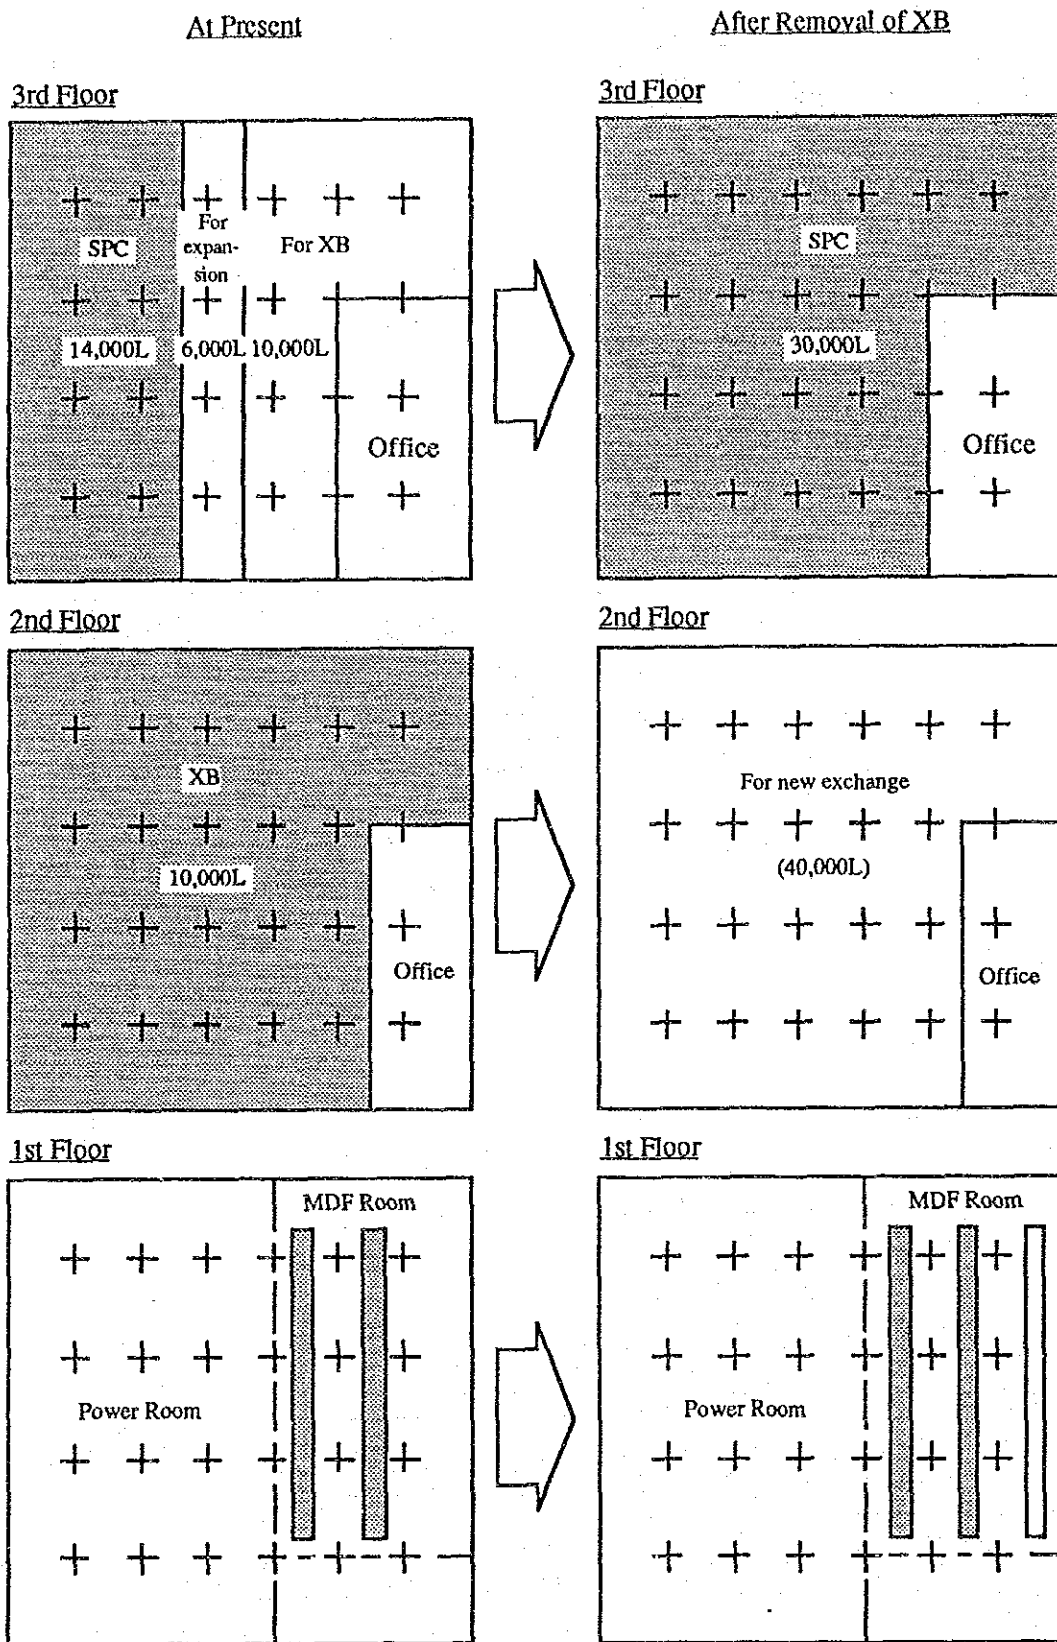 At Present
After Removal of XB
3rd Floor
SPC
For
expan-
sion
For XB
14,000L
6,000L
10,000L
Office
3rd Floor
SPC
30,000L
Office
2nd Floor
XB
10,000L
Office
2nd Floor
For new exchange
(40,000L)
Office
1st Floor
MDF Room
Power Room
1st Floor
MDF Room
Power Room